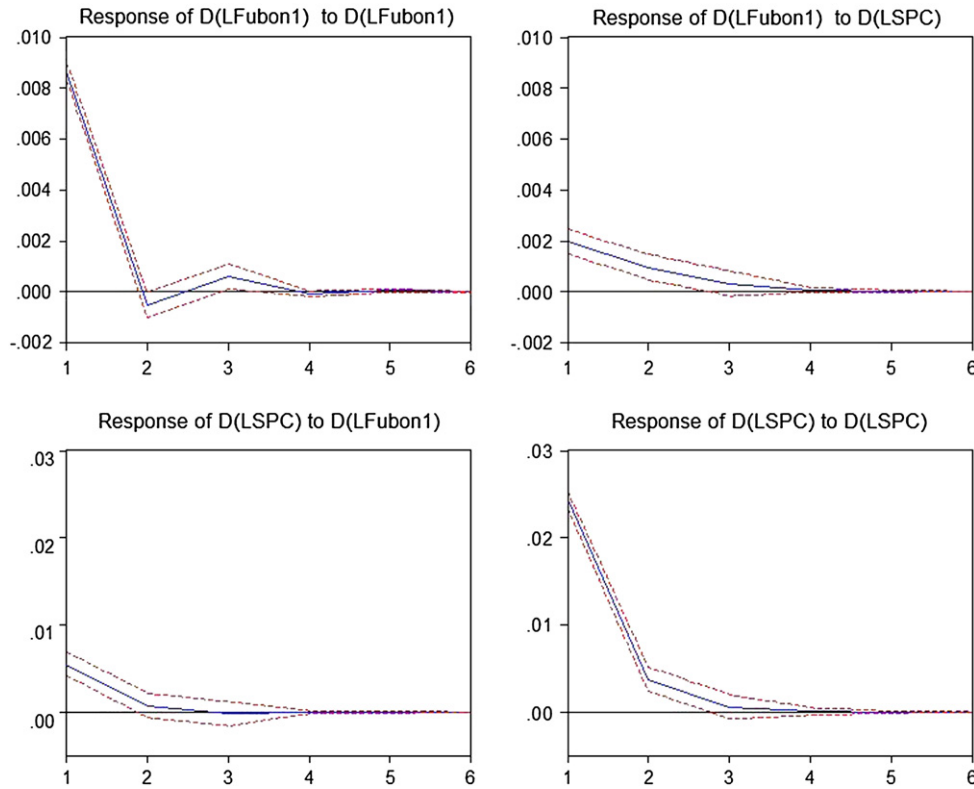 Response of D(LFubon1) to D(LFubon1)
.010
.008
.006
.004
.002
.000
-.002
1 2 3 4 5 6
Response of D(LFubon1) to D(LSPC)
.010
.008
.006
.004
.002
.000
-.002
1 2 3 4 5 6
Response of D(LSPC) to D(LFubon1)
.03
.02
.01
.00
1 2 3 4 5 6
Response of D(LSPC) to D(LSPC)
.03
.02
.01
.00
1 2 3 4 5 6